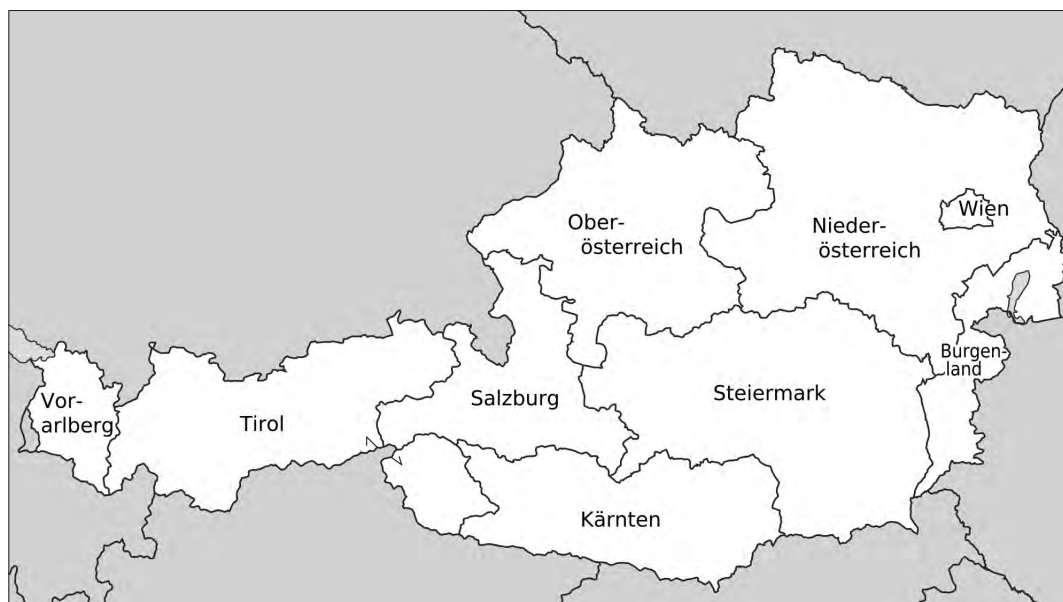 Wien
Ober-
österreich
Nieder-
österreich
Burgen-
land
Vor-
arlberg
Tirol
Salzburg
Steiermark
Kärnten